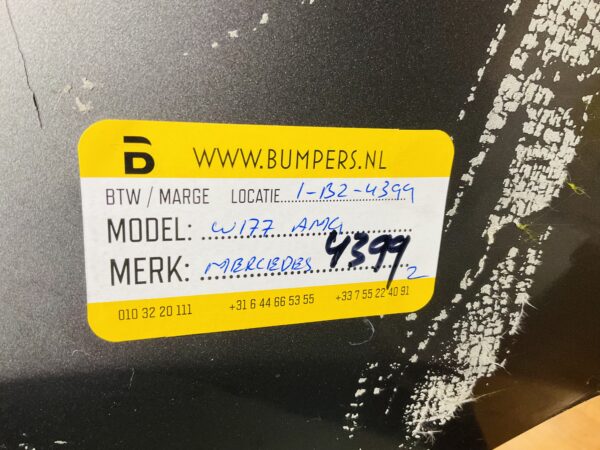 B WWW.BUMPERS.NL
BTW / MARGE LOCATIE 1-B2-4399
MODEL: W177 AMG
MERK: MERCEDES 4399 2
010 32 20 111 +31 6 44 66 53 55 +33 7 55 22 40 91